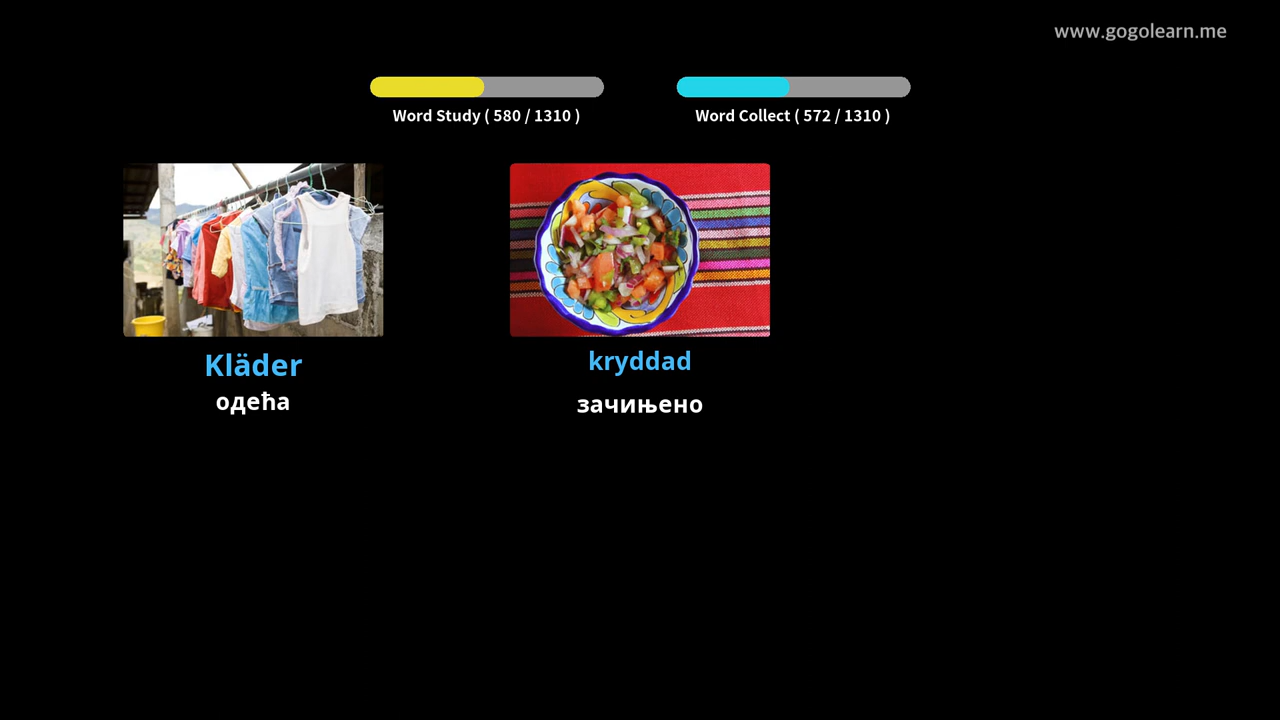 www.gogolearn.me
Word Study ( 580 / 1310 )
Word Collect ( 572 / 1310 )
Kläder
одећа
kryddad
зачињено